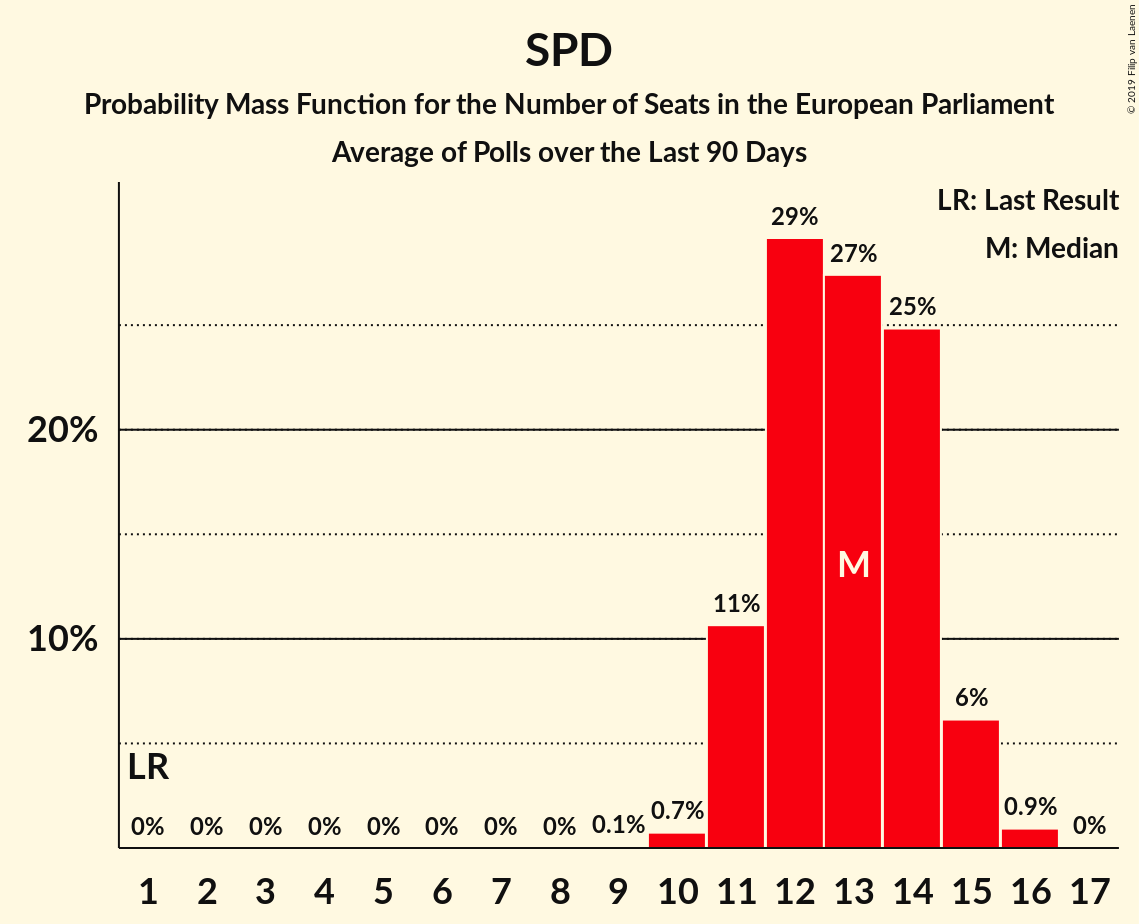 SPD
Probability Mass Function for the Number of Seats in the European Parliament
Average of Polls over the Last 90 Days
© 2019 Filip van Laenen
LR: Last Result
M: Median
29%
27%
25%
20%
M
11%
10%
6%
LR
0% 0% 0% 0% 0% 0% 0% 0% 0.1% 0.7% 0.9% 0%
1 2 3 4 5 6 7 8 9 10 11 12 13 14 15 16 17